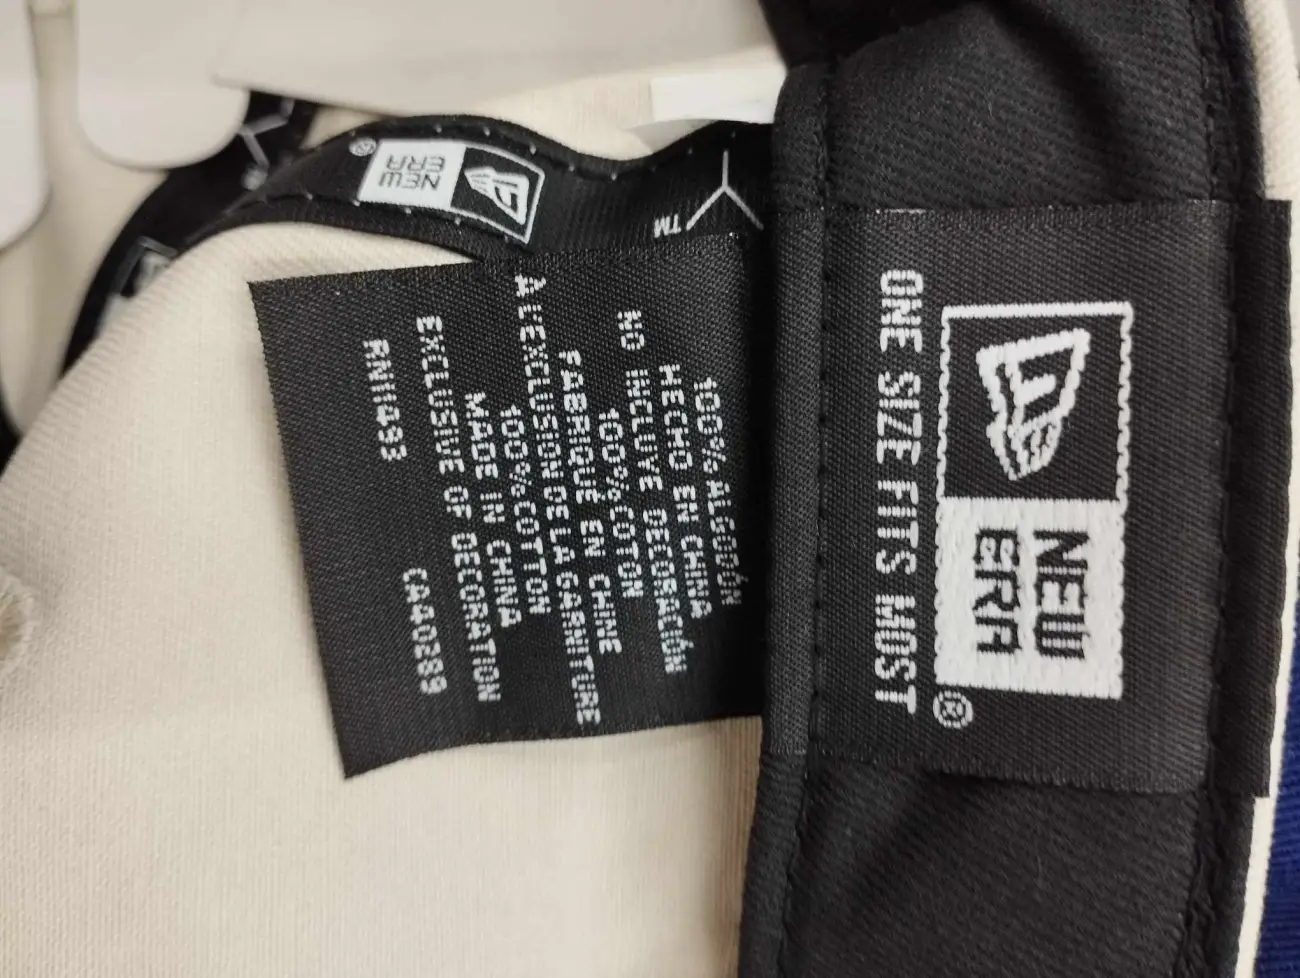 NEW
ERA
®
ONE SIZE FITS MOST
100% ALGODÓN
HECHO EN CHINA
NO INCLUYE DECORACIÓN
100% COTON
FABRIQUÉ EN CHINE
A L'EXCLUSION DE LA GARNITURE
100% COTTON
MADE IN CHINA
EXCLUSIVE OF DECORATION
RN11493 CA40289
NEW
ERA
®
TM